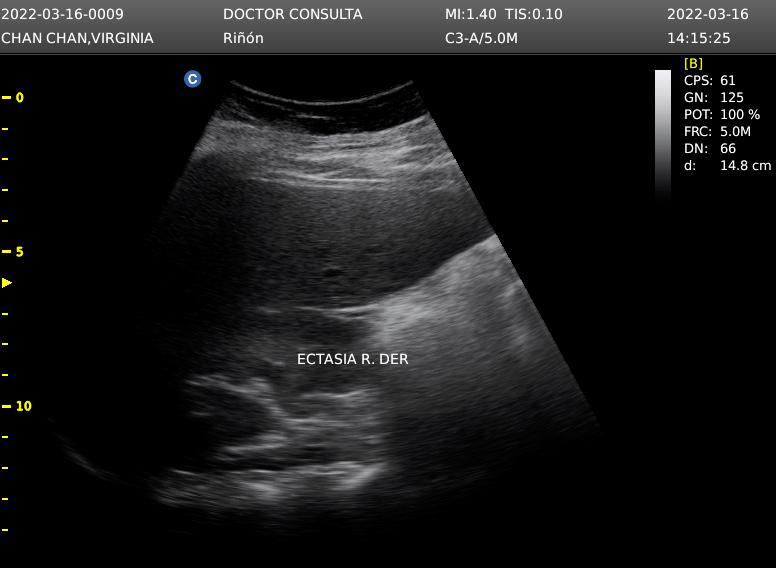 2022-03-16-0009 DOCTOR CONSULTA MI:1.40 TIS:0.10 2022-03-16
CHAN CHAN,VIRGINIA Riñón C3-A/5.0M 14:15:25
C
[B]
CPS: 61
GN: 125
POT: 100 %
FRC: 5.0M
DN: 66
d: 14.8 cm
0
5
ECTASIA R. DER
10